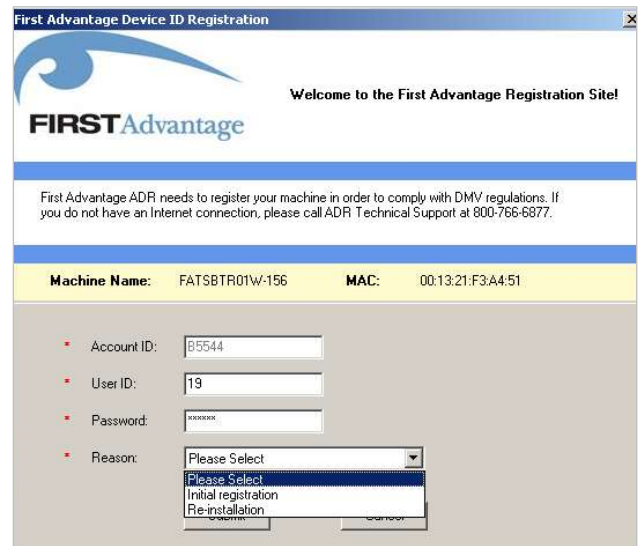 First Advantage Device ID Registration
Welcome to the First Advantage Registration Site!
FIRSTAdvantage
First Advantage ADR needs to register your machine in order to comply with DMV regulations. If
you do not have an Internet connection, please call ADR Technical Support at 800-766-6877.
Machine Name: FATSBTR01W-156 MAC: 00:13:21:F3:A4:51
* Account ID: B5544
* User ID: 19
* Password: ××××××
* Reason: Please Select
Please Select
Initial registration
Re-installation
Submit Cancel